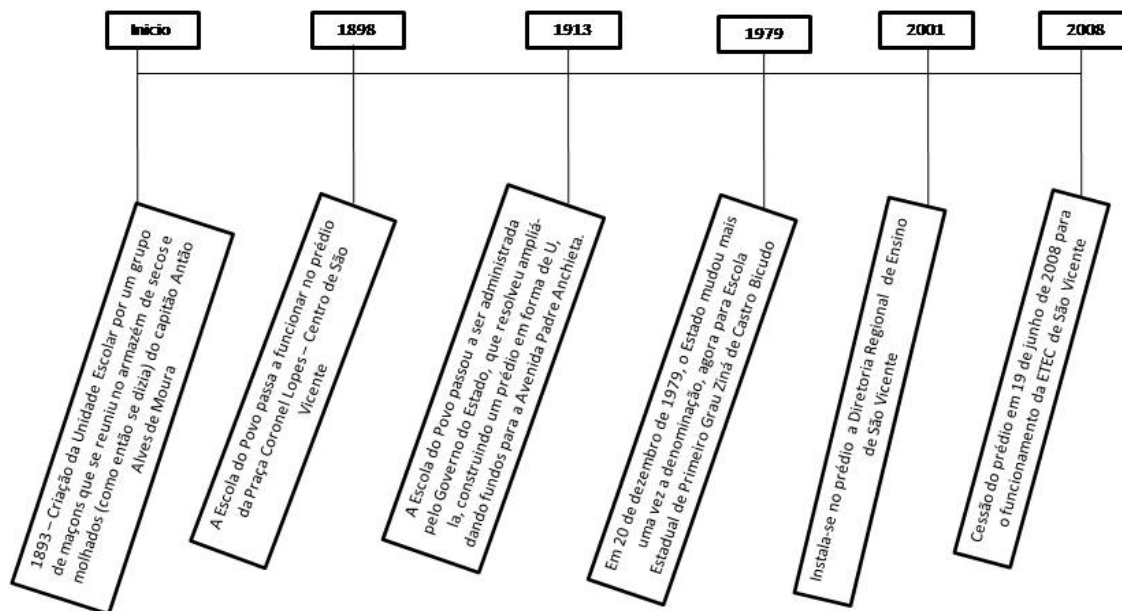 Inicio
1898
1913
1979
2001
2008
1893 – Criação da Unidade Escolar por um grupo
de maçons que se reuniu no armazém de secos e
molhados (como então se dizia) do capitão Antão
Alves de Moura
A Escola do Povo passa a funcionar no prédio
da Praça Coronel Lopes – Centro de São
Vicente
A Escola do Povo passou a ser administrada
pelo Governo do Estado, que resolveu ampliá-
la, construindo um prédio em forma de U,
dando fundos para a Avenida Padre Anchieta.
Em 20 de dezembro de 1979, o Estado mudou mais
uma vez a denominação, agora para Escola
Estadual de Primeiro Grau Ziná de Castro Bicudo
Instala-se no prédio a Diretoria Regional de Ensino
de São Vicente
Cessão do prédio em 19 de junho de 2008 para
o funcionamento da ETEC de São Vicente